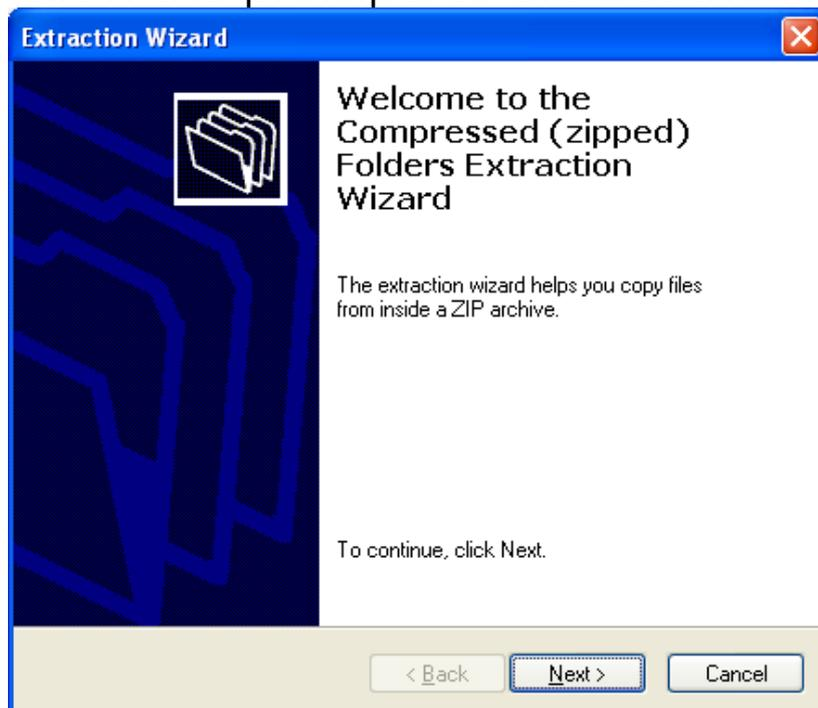 Extraction Wizard
Welcome to the
Compressed (zipped)
Folders Extraction
Wizard
The extraction wizard helps you copy files
from inside a ZIP archive.
To continue, click Next.
< Back Next > Cancel